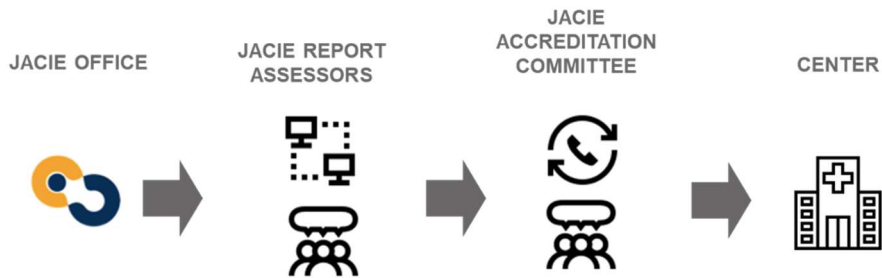 JACIE OFFICE
JACIE REPORT
ASSESSORS
JACIE
ACCREDITATION
COMMITTEE
CENTER